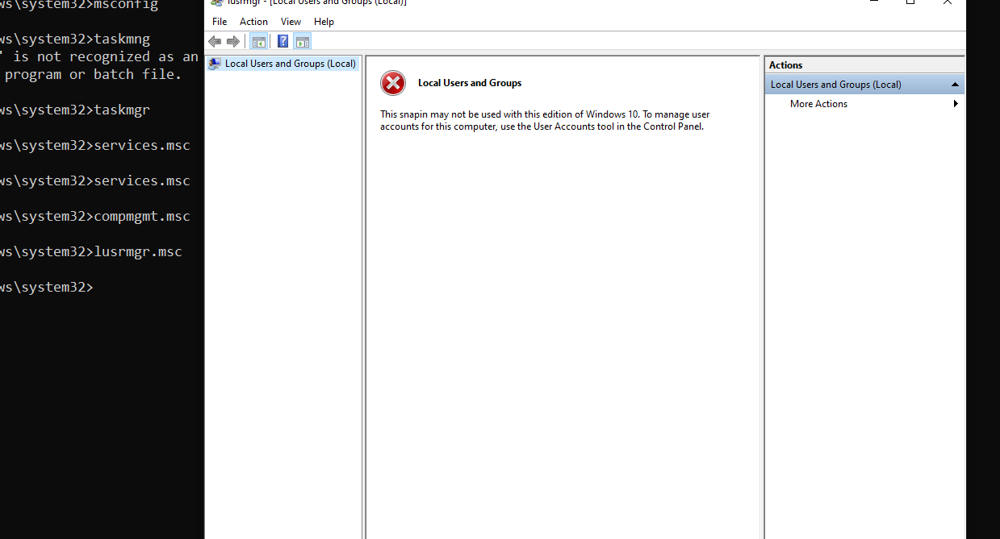 ws\system32>msconfig
ws\system32>taskmng
' is not recognized as an
program or batch file.
ws\system32>taskmgr
ws\system32>services.msc
ws\system32>services.msc
ws\system32>compmgmt.msc
ws\system32>lusrmgr.msc
ws\system32>
lusrmgr - [Local Users and Groups (Local)]
File Action View Help
Local Users and Groups (Local)
Local Users and Groups
This snapin may not be used with this edition of Windows 10. To manage user
accounts for this computer, use the User Accounts tool in the Control Panel.
Actions
Local Users and Groups (Local)
More Actions